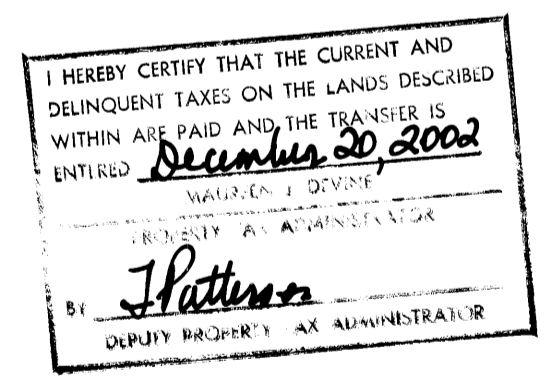 I HEREBY CERTIFY THAT THE CURRENT AND
DELINQUENT TAXES ON THE LANDS DESCRIBED
WITHIN ARE PAID AND THE TRANSFER IS
ENTERED December 20, 2002
MAUREEN J. DEVINE
PROPERTY TAX ADMINISTRATOR
BY T Patterson
DEPUTY PROPERTY TAX ADMINISTRATOR